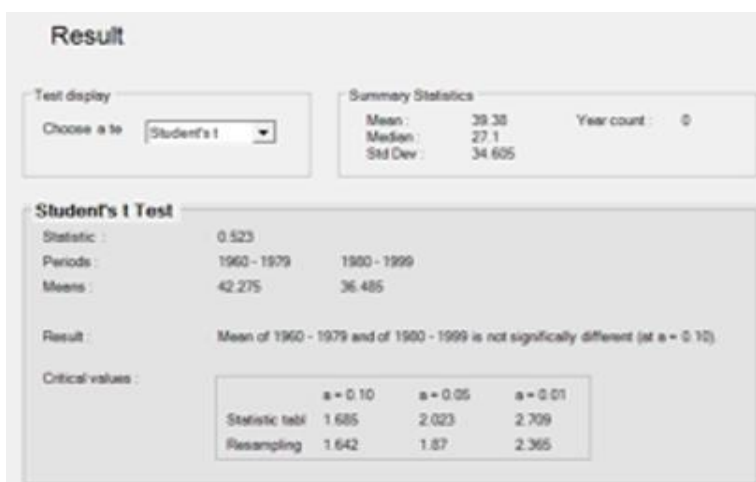 Result
Test display
Choose a te Student's t
Summary Statistics
Mean : 39.38 Year count : 0
Median : 27.1
Std Dev : 34.605
Student's t Test
Statistic : 0.523
Periods : 1960 - 1979 1980 - 1999
Means : 42.275 36.485
Result : Mean of 1960 - 1979 and of 1980 - 1999 is not significally different (at a = 0.10).
Critical values :
a = 0.10 a = 0.05 a = 0.01
Statistic tabl 1.685 2.023 2.709
Resampling 1.642 1.87 2.365